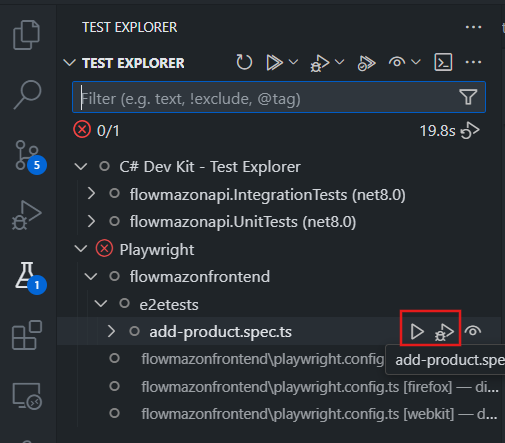 TEST EXPLORER
TEST EXPLORER
Filter (e.g. text, !exclude, @tag)
0/1 19.8s
C# Dev Kit - Test Explorer
5
flowmazonapi.IntegrationTests (net8.0)
flowmazonapi.UnitTests (net8.0)
Playwright
1
flowmazonfrontend
e2etests
add-product.spec.ts
flowmazonfrontend\playwright.config
add-product.spe
flowmazonfrontend\playwright.config.ts [firefox] — di...
flowmazonfrontend\playwright.config.ts [webkit] — d...